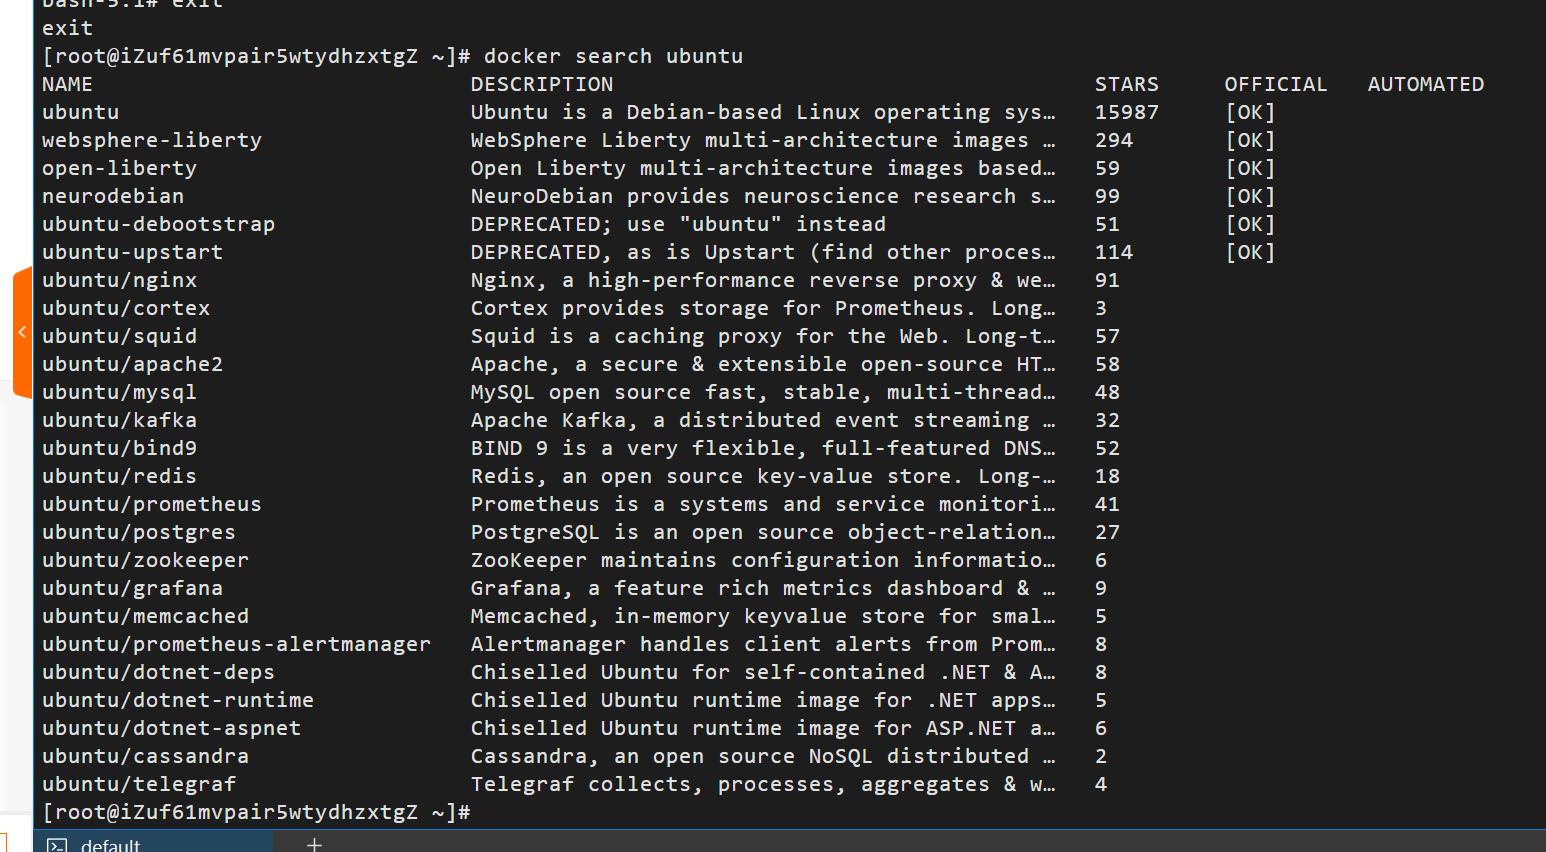 bash-5.1# exit
exit
[root@iZuf61mvpair5wtydhzxtgZ ~]# docker search ubuntu
NAME DESCRIPTION STARS OFFICIAL AUTOMATED
ubuntu Ubuntu is a Debian-based Linux operating sys… 15987 [OK]
websphere-liberty WebSphere Liberty multi-architecture images … 294 [OK]
open-liberty Open Liberty multi-architecture images based… 59 [OK]
neurodebian NeuroDebian provides neuroscience research s… 99 [OK]
ubuntu-debootstrap DEPRECATED; use "ubuntu" instead 51 [OK]
ubuntu-upstart DEPRECATED, as is Upstart (find other proces… 114 [OK]
ubuntu/nginx Nginx, a high-performance reverse proxy & we… 91
ubuntu/cortex Cortex provides storage for Prometheus. Long… 3
ubuntu/squid Squid is a caching proxy for the Web. Long-t… 57
ubuntu/apache2 Apache, a secure & extensible open-source HT… 58
ubuntu/mysql MySQL open source fast, stable, multi-thread… 48
ubuntu/kafka Apache Kafka, a distributed event streaming … 32
ubuntu/bind9 BIND 9 is a very flexible, full-featured DNS… 52
ubuntu/redis Redis, an open source key-value store. Long-… 18
ubuntu/prometheus Prometheus is a systems and service monitori… 41
ubuntu/postgres PostgreSQL is an open source object-relation… 27
ubuntu/zookeeper ZooKeeper maintains configuration informatio… 6
ubuntu/grafana Grafana, a feature rich metrics dashboard & … 9
ubuntu/memcached Memcached, in-memory keyvalue store for smal… 5
ubuntu/prometheus-alertmanager Alertmanager handles client alerts from Prom… 8
ubuntu/dotnet-deps Chiselled Ubuntu for self-contained .NET & A… 8
ubuntu/dotnet-runtime Chiselled Ubuntu runtime image for .NET apps… 5
ubuntu/dotnet-aspnet Chiselled Ubuntu runtime image for ASP.NET a… 6
ubuntu/cassandra Cassandra, an open source NoSQL distributed … 2
ubuntu/telegraf Telegraf collects, processes, aggregates & w… 4
[root@iZuf61mvpair5wtydhzxtgZ ~]#
default